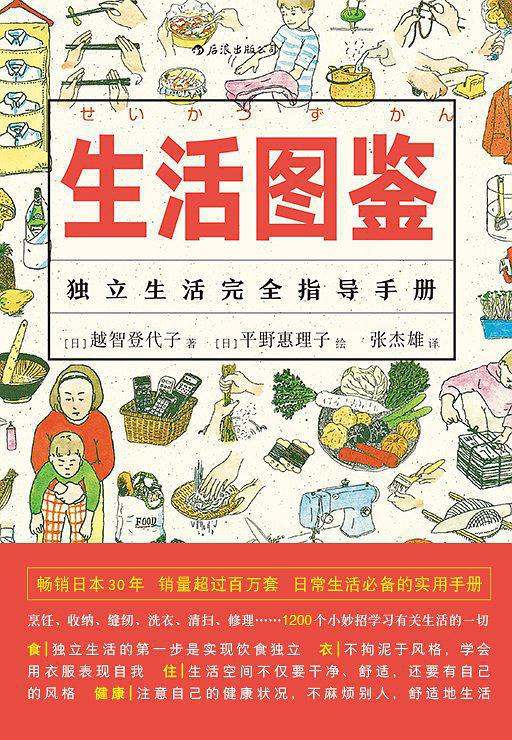 后浪出版公司
せいかつずかん
生活图鉴
独立生活完全指导手册
[日]越智登代子 著 [日]平野惠理子 绘 张杰雄 译
FOOD
畅销日本30年 销量超过百万套 日常生活必备的实用手册
烹饪、收纳、缝纫、洗衣、清扫、修理……1200个小妙招学习有关生活的一切
食|独立生活的第一步是实现饮食独立 衣|不拘泥于风格，学会
用衣服表现自我 住|生活空间不仅要干净、舒适，还要有自己
的风格 健康|注意自己的健康状况，不麻烦别人，舒适地生活